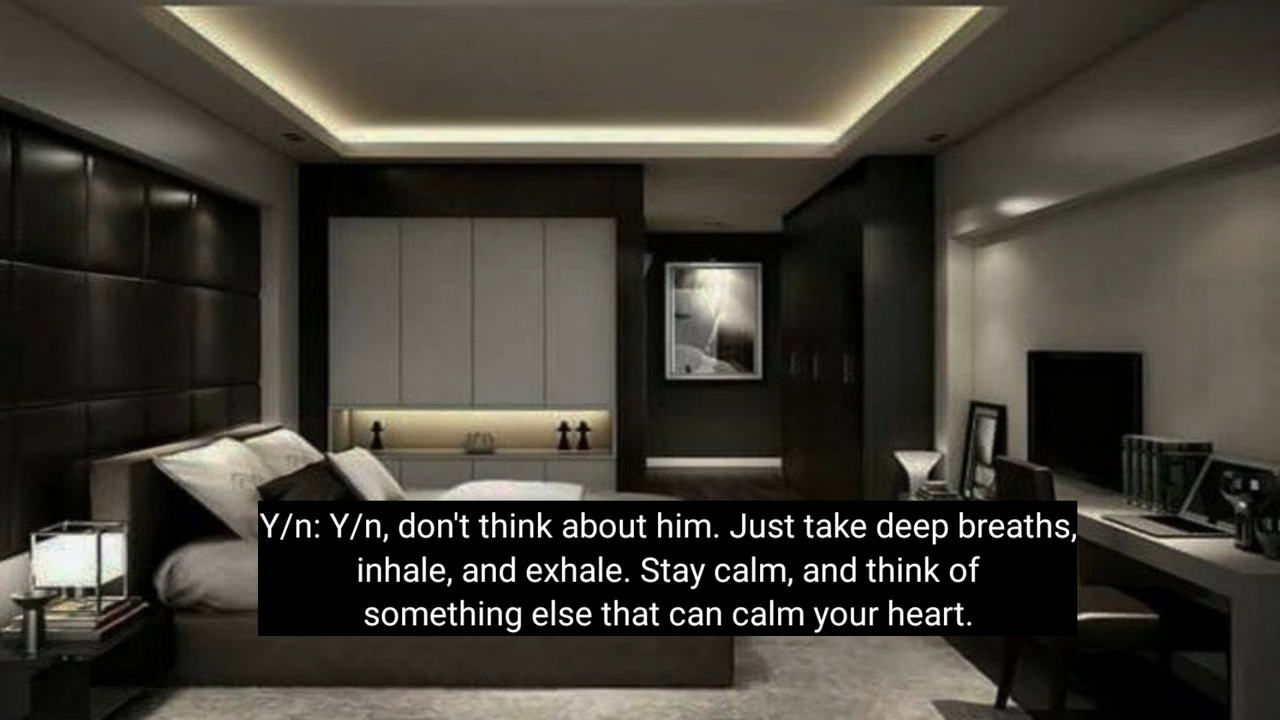 Y/n: Y/n, don't think about him. Just take deep breaths,
inhale, and exhale. Stay calm, and think of
something else that can calm your heart.